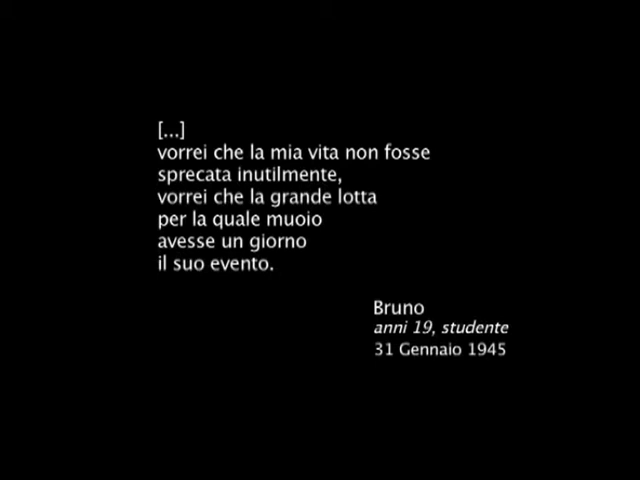 [...]
vorrei che la mia vita non fosse
sprecata inutilmente,
vorrei che la grande lotta
per la quale muoio
avesse un giorno
il suo evento.
Bruno
anni 19, studente
31 Gennaio 1945